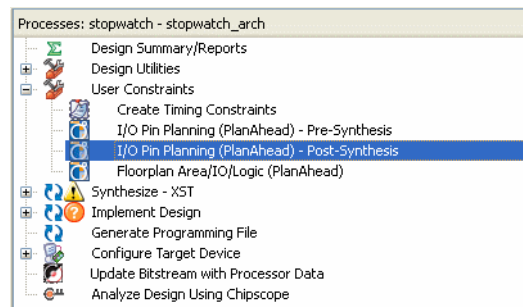 Processes: stopwatch - stopwatch_arch
Design Summary/Reports
Design Utilities
User Constraints
Create Timing Constraints
I/O Pin Planning (PlanAhead) - Pre-Synthesis
I/O Pin Planning (PlanAhead) - Post-Synthesis
Floorplan Area/IO/Logic (PlanAhead)
Synthesize - XST
Implement Design
Generate Programming File
Configure Target Device
Update Bitstream with Processor Data
Analyze Design Using Chipscope